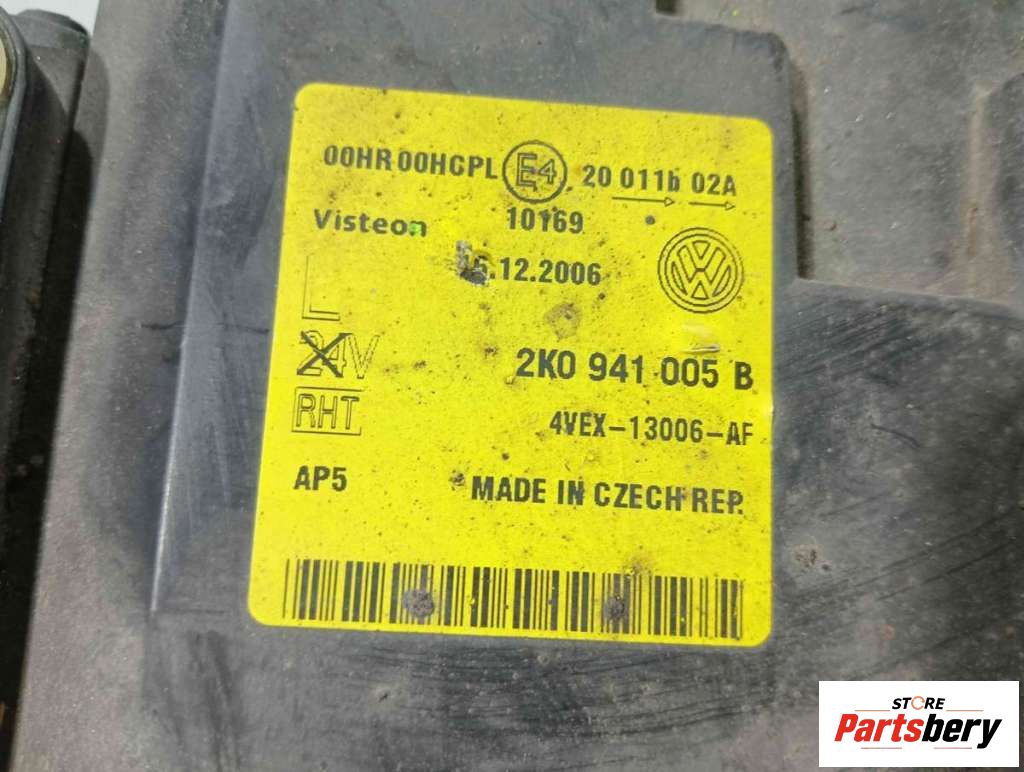 00HR 00HCPL E4 20 011b 02A
10169
Visteon
.12.2006
VW
L
24V
2K0 941 005 B
RHT
4VEX-13006-AF
AP5
MADE IN CZECH REP.
STORE
Partsbery